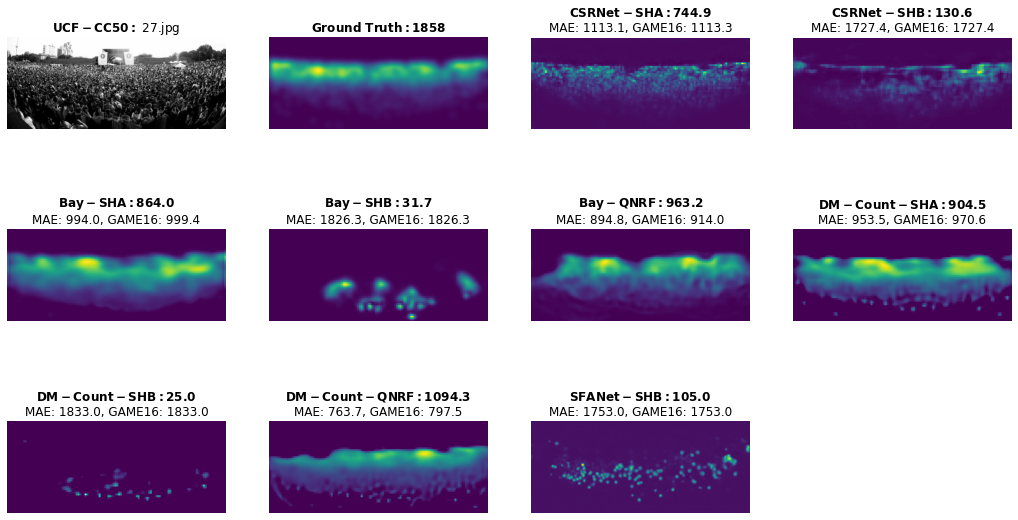 UCF − CC50 : 27.jpg
Ground Truth : 1858
CSRNet − SHA : 744.9
MAE: 1113.1, GAME16: 1113.3
CSRNet − SHB : 130.6
MAE: 1727.4, GAME16: 1727.4
Bay − SHA : 864.0
MAE: 994.0, GAME16: 999.4
Bay − SHB : 31.7
MAE: 1826.3, GAME16: 1826.3
Bay − QNRF : 963.2
MAE: 894.8, GAME16: 914.0
DM − Count − SHA : 904.5
MAE: 953.5, GAME16: 970.6
DM − Count − SHB : 25.0
MAE: 1833.0, GAME16: 1833.0
DM − Count − QNRF : 1094.3
MAE: 763.7, GAME16: 797.5
SFANet − SHB : 105.0
MAE: 1753.0, GAME16: 1753.0